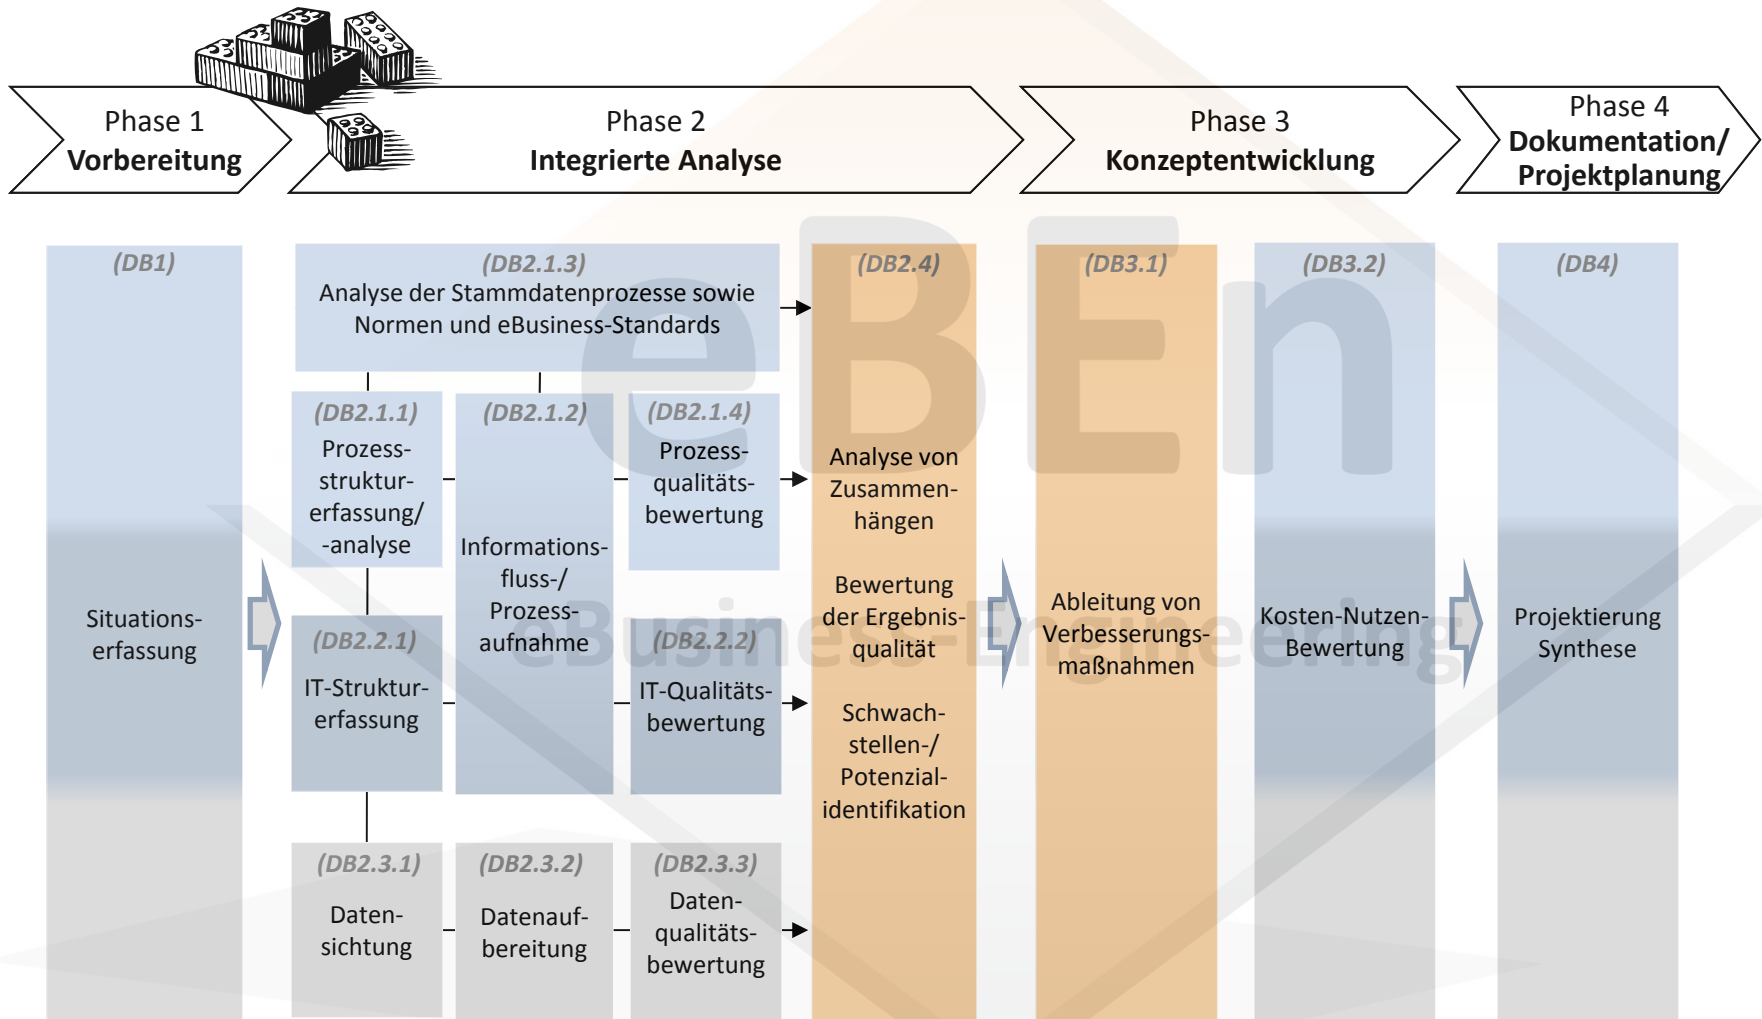 Phase 1
Vorbereitung
Phase 2
Integrierte Analyse
Phase 3
Konzeptentwicklung
Phase 4
Dokumentation/
Projektplanung
(DB1)
Situations-
erfassung
(DB2.1.3)
Analyse der Stammdatenprozesse sowie
Normen und eBusiness-Standards
(DB2.1.1)
Prozess-
struktur-
erfassung/
-analyse
(DB2.1.2)
Informations-
fluss-/
Prozess-
aufnahme
(DB2.1.4)
Prozess-
qualitäts-
bewertung
(DB2.2.1)
IT-Struktur-
erfassung
(DB2.2.2)
IT-Qualitäts-
bewertung
(DB2.3.1)
Daten-
sichtung
(DB2.3.2)
Datenauf-
bereitung
(DB2.3.3)
Daten-
qualitäts-
bewertung
(DB2.4)
Analyse von
Zusammen-
hängen
Bewertung
der Ergebnis-
qualität
Schwach-
stellen-/
Potenzial-
identifikation
(DB3.1)
Ableitung von
Verbesserungs-
maßnahmen
(DB3.2)
Kosten-Nutzen-
Bewertung
(DB4)
Projektierung
Synthese
eBEn
eBusiness-Engineering